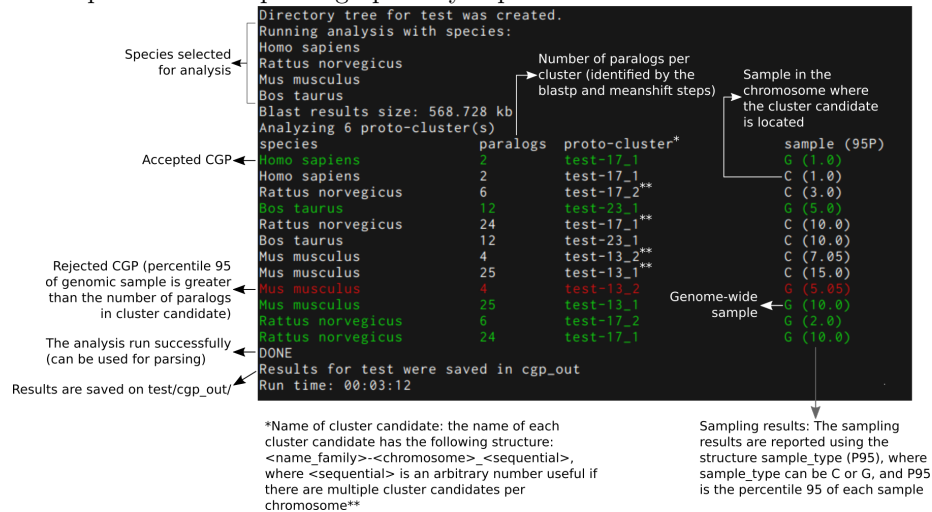 Directory tree for test was created.
Running analysis with species:
Homo sapiens
Rattus norvegicus
Mus musculus
Bos taurus
Blast results size: 568.728 kb
Analyzing 6 proto-cluster(s)
species paralogs proto-cluster* sample (95P)
Homo sapiens 2 test-17_1 G (1.0)
Homo sapiens 2 test-17_1 C (1.0)
Rattus norvegicus 6 test-17_2** C (3.0)
Bos taurus 12 test-23_1 G (5.0)
Rattus norvegicus 24 test-17_1** C (10.0)
Bos taurus 12 test-23_1 C (10.0)
Mus musculus 4 test-13_2** C (7.05)
Mus musculus 25 test-13_1** C (15.0)
Mus musculus 4 test-13_2 G (5.05)
Mus musculus 25 test-13_1 G (10.0)
Rattus norvegicus 6 test-17_2 G (2.0)
Rattus norvegicus 24 test-17_1 G (10.0)
DONE
Results for test were saved in cgp_out
Run time: 00:03:12
Species selected
for analysis
Number of paralogs per
cluster (identified by the
blastp and meanshift steps)
Sample in the
chromosome where
the cluster candidate
is located
Accepted CGP
Rejected CGP (percentile 95
of genomic sample is greater
than the number of paralogs
in cluster candidate)
Genome-wide
sample
The analysis run successfully
(can be used for parsing)
Results are saved on test/cgp_out/
*Name of cluster candidate: the name of each
cluster candidate has the following structure:
<name_family>-<chromosome>_<sequential>,
where <sequential> is an arbitrary number useful if
there are multiple cluster candidates per
chromosome**
Sampling results: The sampling
results are reported using the
structure sample_type (P95), where
sample_type can be C or G, and P95
is the percentile 95 of each sample